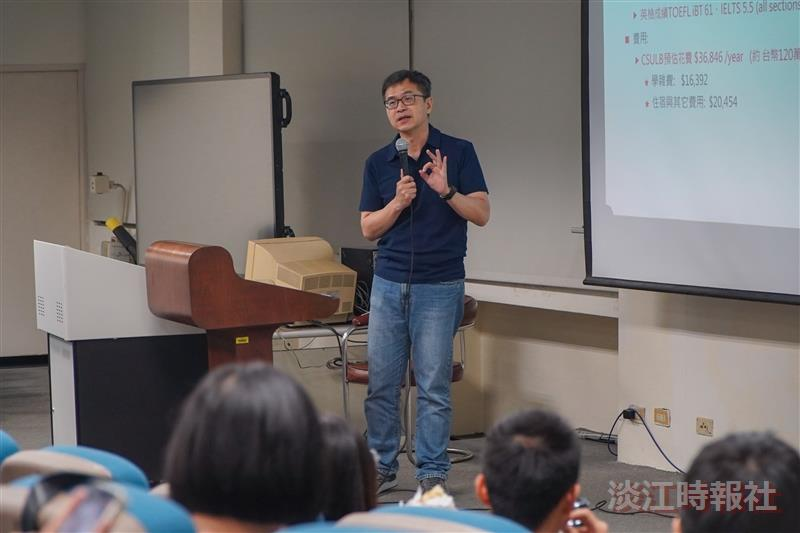 ▶ 英檢成績TOEFL iBT 61、IELTS 5.5 (all sections
■ 費用:
▶ CSULB預估花費 $36,846 /year (約 台幣120萬
★ 學雜費: $16,392
★ 住宿與其它費用: $20,454
淡江時報社